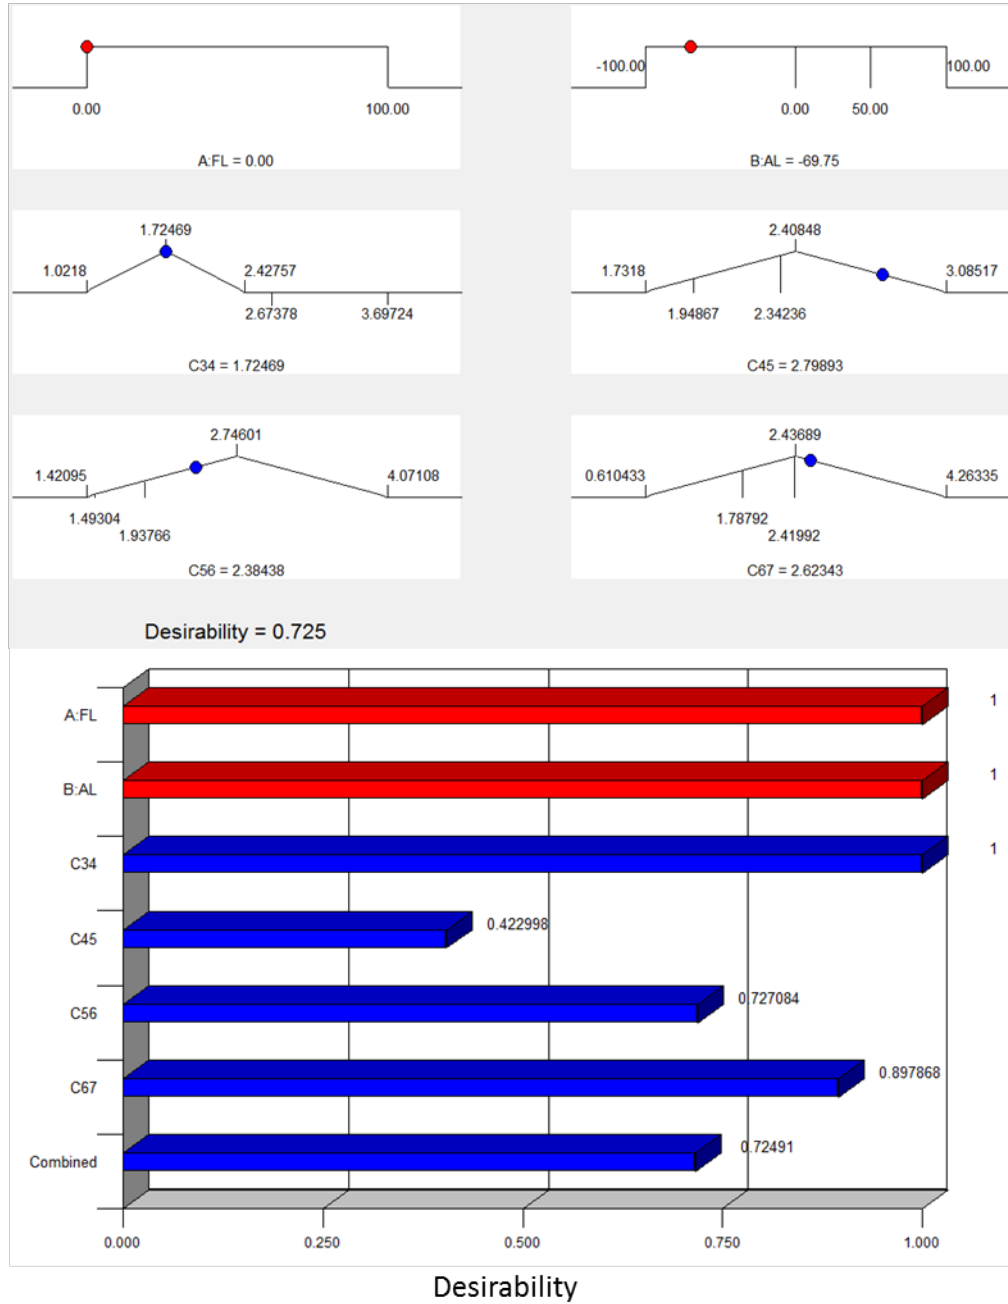 -100.00 100.00
0.00 100.00 0.00 50.00
A:FL = 0.00 B:AL = -69.75
1.72469 2.40848
1.0218 2.42757 1.7318 3.08517
2.67378 3.69724 1.94867 2.34236
C34 = 1.72469 C45 = 2.79893
2.74601 2.43689
1.42095 4.07108 0.610433 4.26335
1.49304 1.78792
1.93766 2.41992
C56 = 2.38438 C67 = 2.62343
Desirability = 0.725
A:FL 1
B:AL 1
C34 1
C45 0.422998
C56 0.727084
C67 0.897868
Combined 0.72491
0.000 0.250 0.500 0.750 1.000
Desirability